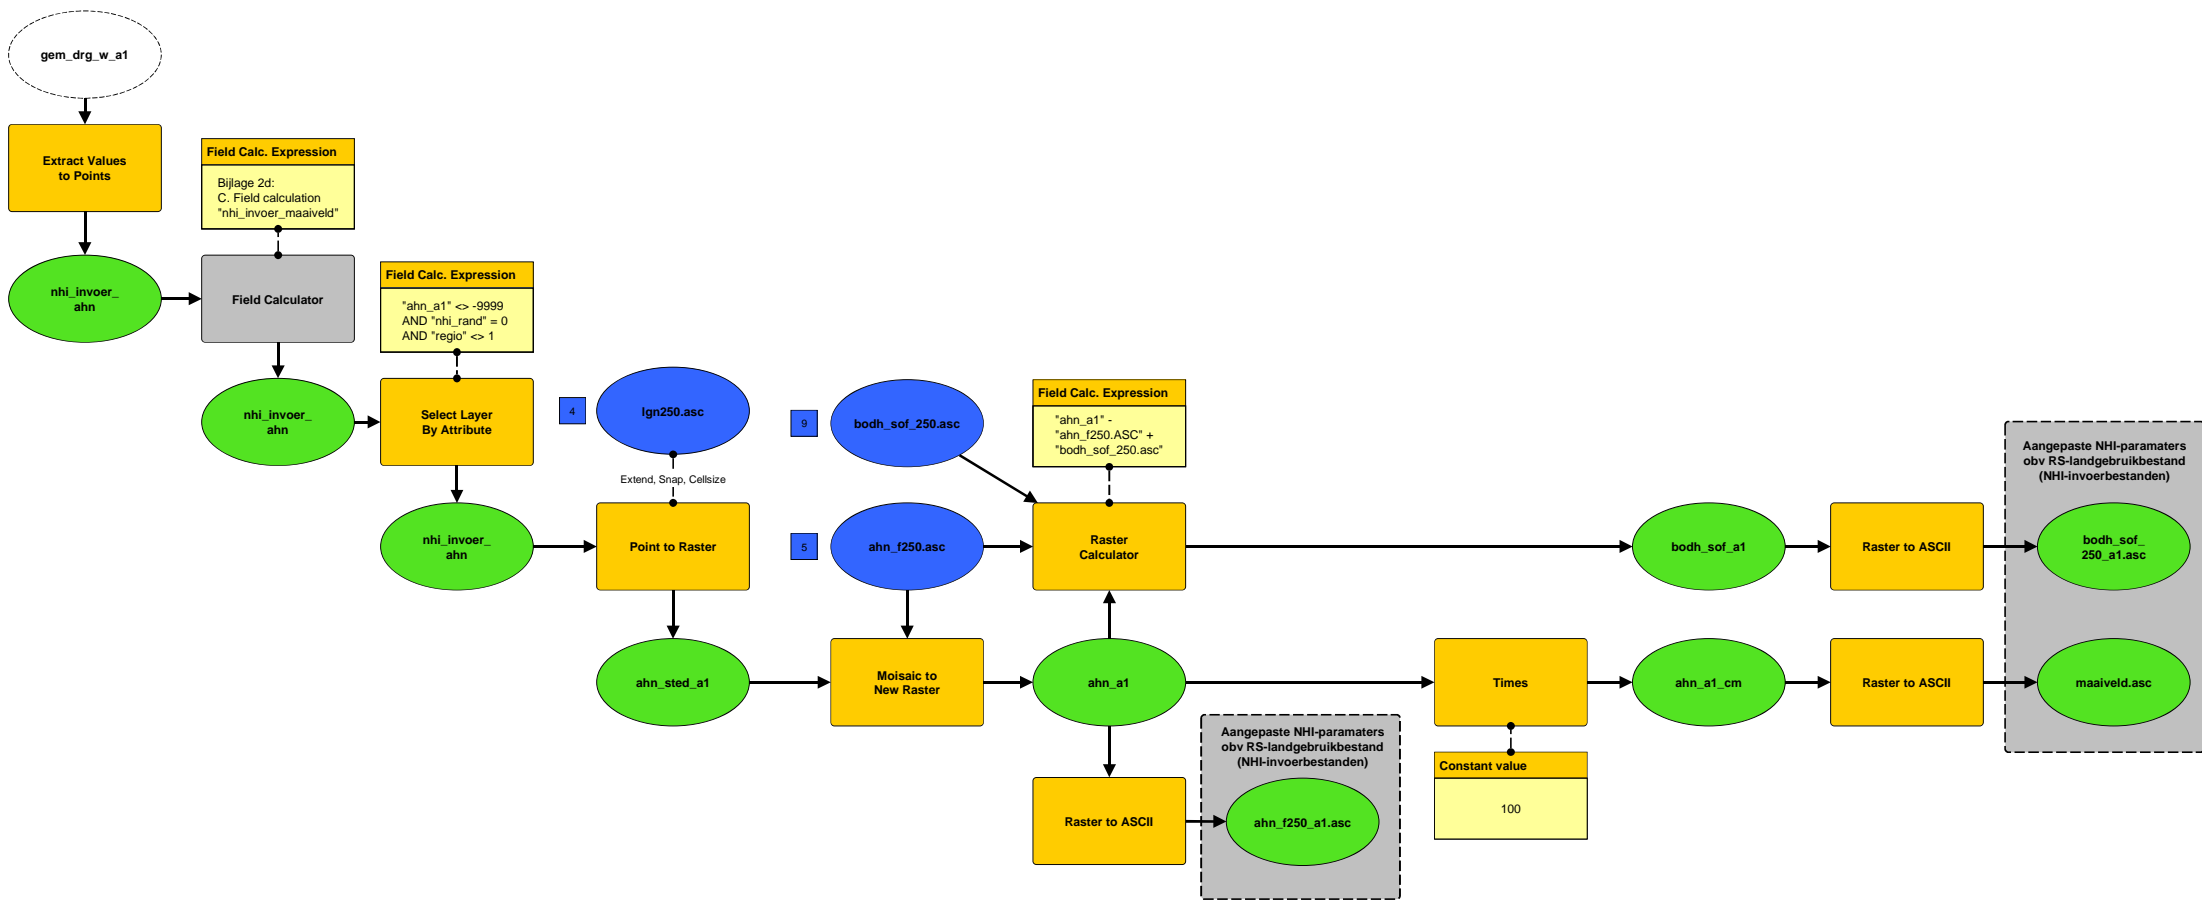 gem_drg_w_a1
Extract Values
to Points
Field Calc. Expression
Bijlage 2d:
C. Field calculation
"nhi_invoer_maaiveld"
nhi_invoer_
ahn
Field Calculator
Field Calc. Expression
"ahn_a1" <> -9999
AND "nhi_rand" = 0
AND "regio" <> 1
nhi_invoer_
ahn
Select Layer
By Attribute
4
lgn250.asc
Extend, Snap, Cellsize
9
bodh_sof_250.asc
Field Calc. Expression
"ahn_a1" -
"ahn_f250.ASC" +
"bodh_sof_250.asc"
nhi_invoer_
ahn
Point to Raster
5
ahn_f250.asc
Raster
Calculator
bodh_sof_a1
Raster to ASCII
Aangepaste NHI-paramaters
obv RS-landgebruikbestand
(NHI-invoerbestanden)
bodh_sof_
250_a1.asc
ahn_sted_a1
Moisaic to
New Raster
ahn_a1
Times
ahn_a1_cm
Raster to ASCII
maaiveld.asc
Aangepaste NHI-paramaters
obv RS-landgebruikbestand
(NHI-invoerbestanden)
Constant value
100
Raster to ASCII
ahn_f250_a1.asc